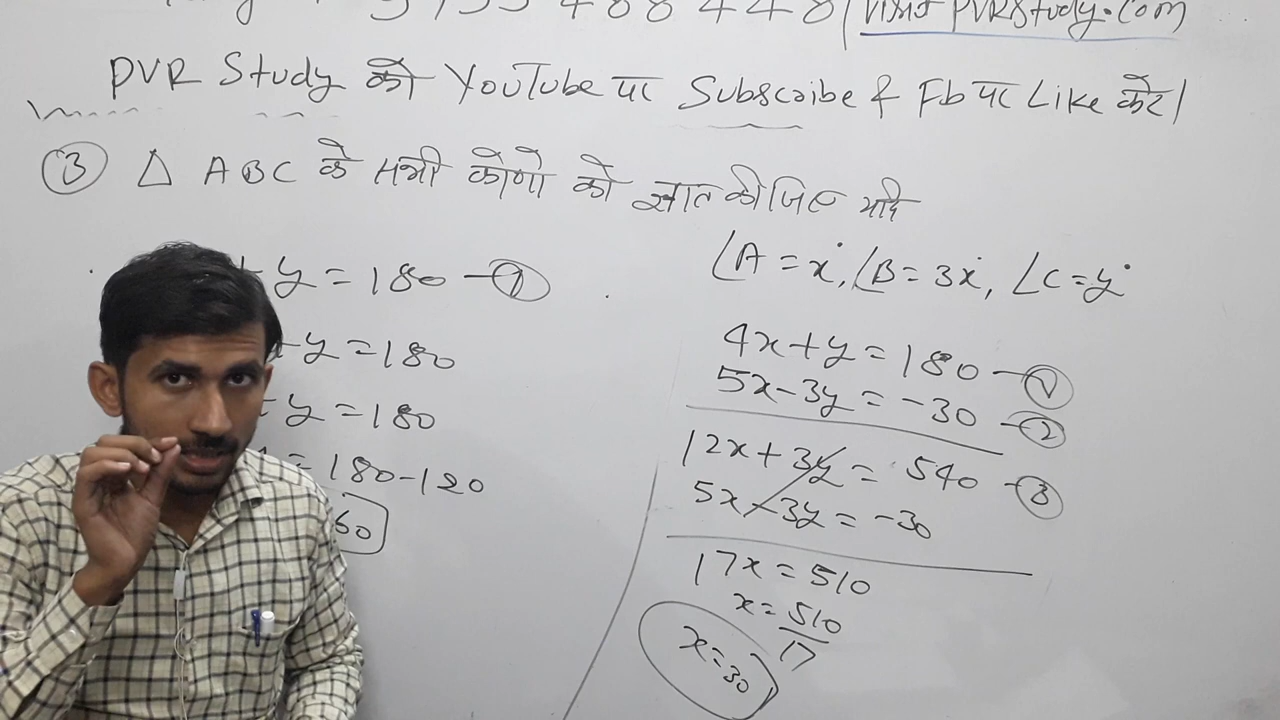 visit PVRStudy.com
PVR Study को YouTube पर Subscribe & Fb पर Like करें।
③ △ ABC के सभी कोणों को ज्ञात कीजिए यदि
∠A = x°, ∠B = 3x°, ∠C = y°
+ y = 180 — ①
+ y = 180
+ y = 180
= 180-120
60
4x + y = 180 — ①
5x - 3y = -30 — ②
12x + 3y = 540 — ③
5x - 3y = -30
17x = 510
x = 510/17
x = 30